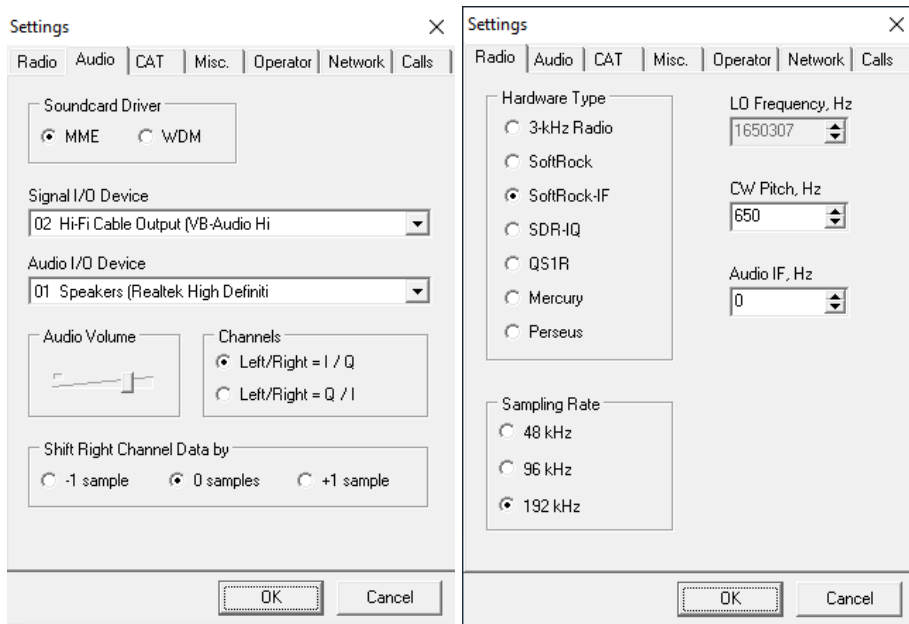 Settings
Radio Audio CAT Misc. Operator Network Calls
Soundcard Driver
MME WDM
Signal I/O Device
02 Hi-Fi Cable Output (VB-Audio Hi
Audio I/O Device
01 Speakers (Realtek High Definiti
Audio Volume
Channels
Left/Right = I / Q
Left/Right = Q / I
Shift Right Channel Data by
-1 sample 0 samples +1 sample
OK Cancel
Settings
Radio Audio CAT Misc. Operator Network Calls
Hardware Type
3-kHz Radio
SoftRock
SoftRock-IF
SDR-IQ
QS1R
Mercury
Perseus
LO Frequency, Hz
1650307
CW Pitch, Hz
650
Audio IF, Hz
0
Sampling Rate
48 kHz
96 kHz
192 kHz
OK Cancel